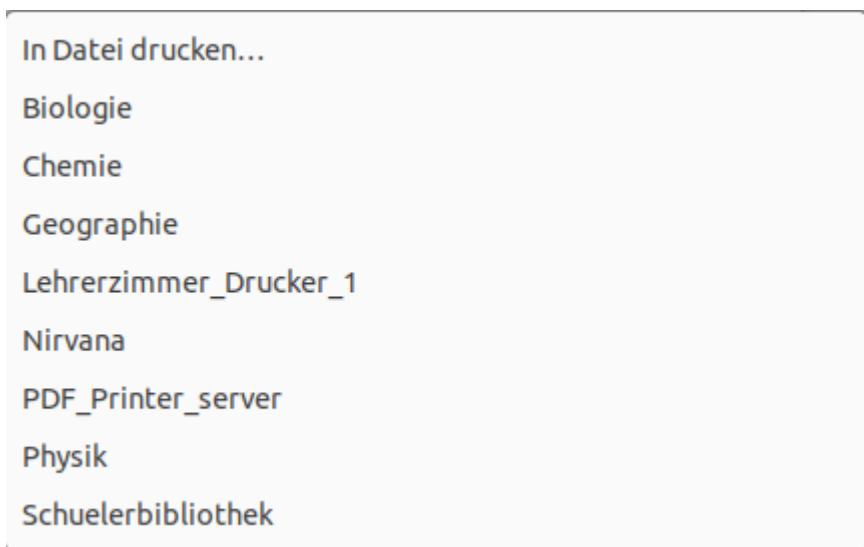 In Datei drucken…
Biologie
Chemie
Geographie
Lehrerzimmer_Drucker_1
Nirvana
PDF_Printer_server
Physik
Schuelerbibliothek